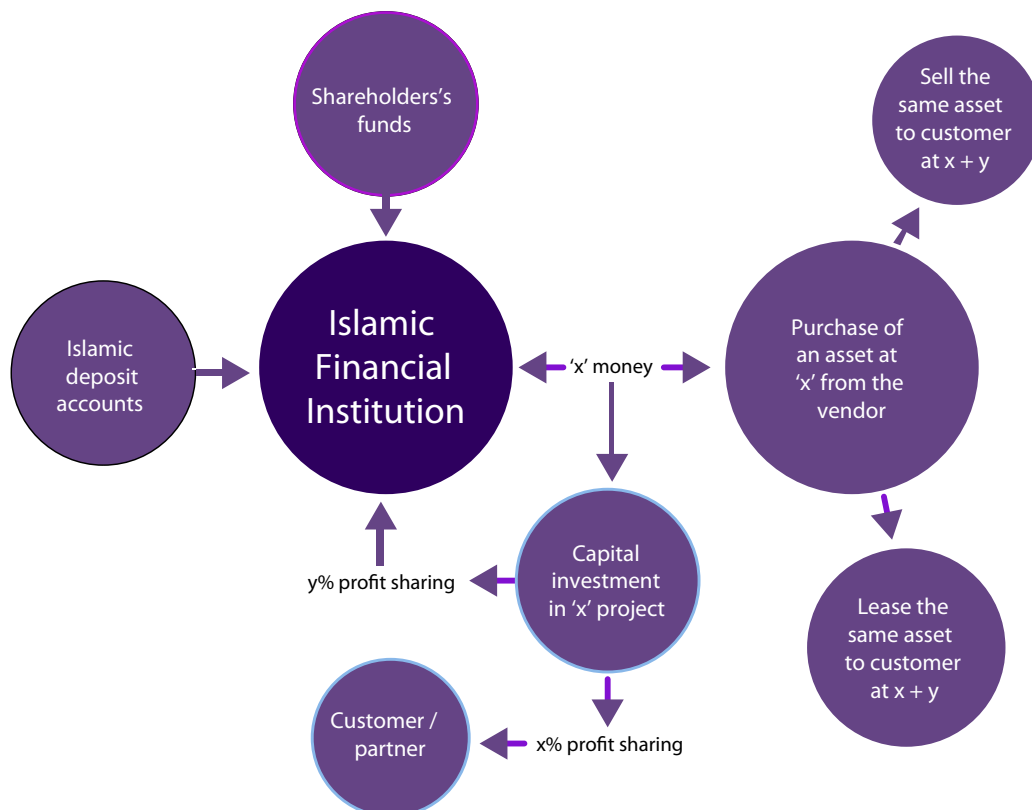 Shareholders's
funds
Sell the
same asset
to customer
at x + y
Islamic
deposit
accounts
Islamic
Financial
Institution
‘x’ money
Purchase of
an asset at
‘x’ from the
vendor
y% profit sharing
Capital
investment
in ‘x’ project
Lease the
same asset
to customer
at x + y
Customer /
partner
x% profit sharing